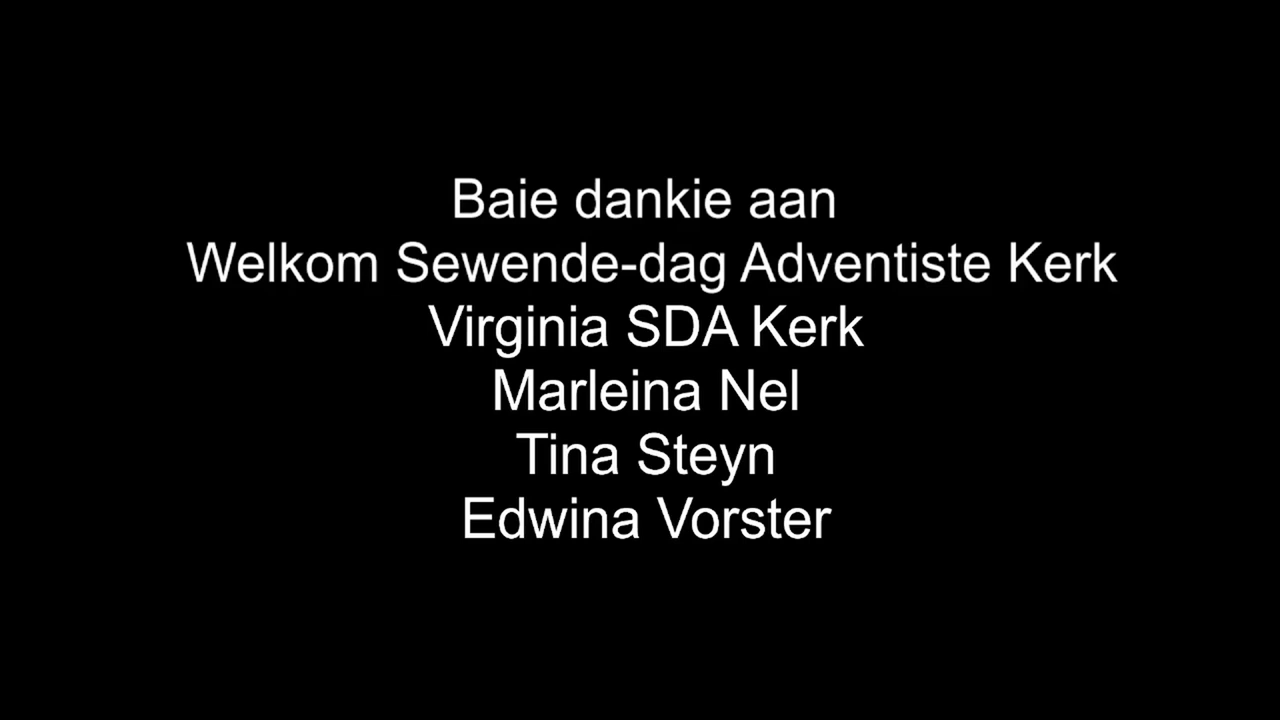 Baie dankie aan
Welkom Sewende-dag Adventiste Kerk
Virginia SDA Kerk
Marleina Nel
Tina Steyn
Edwina Vorster